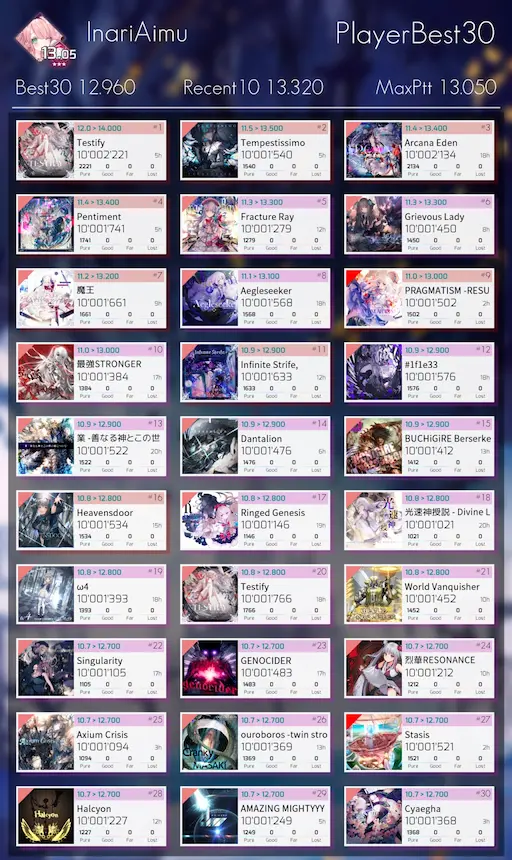 InariAimu
PlayerBest30
13.05
Best30 12.960
Recent10 13.320
MaxPtt 13.050
12.0 > 14.000 #1
Testify
10'002'221 5h
2221 0 0 0
Pure Good Far Lost
11.5 > 13.500 #2
Tempestissimo
10'001'540 5h
1540 0 0 0
Pure Good Far Lost
11.4 > 13.400 #3
Arcana Eden
10'002'134 18h
2134 0 0 0
Pure Good Far Lost
11.4 > 13.400 #4
Pentiment
10'001'741 5h
1741 0 0 0
Pure Good Far Lost
11.3 > 13.300 #5
Fracture Ray
10'001'279 12h
1279 0 0 0
Pure Good Far Lost
11.3 > 13.300 #6
Grievous Lady
10'001'450 8h
1450 0 0 0
Pure Good Far Lost
11.2 > 13.200 #7
魔王
10'001'661 9h
1661 0 0 0
Pure Good Far Lost
11.1 > 13.100 #8
Aegleseeker
10'001'568 18h
1568 0 0 0
Pure Good Far Lost
11.0 > 13.000 #9
PRAGMATISM -RESU
10'001'502 2h
1502 0 0 0
Pure Good Far Lost
11.0 > 13.000 #10
最強STRONGER
10'001'384 17h
1384 0 0 0
Pure Good Far Lost
10.9 > 12.900 #11
Infinite Strife,
10'001'633 12h
1633 0 0 0
Pure Good Far Lost
10.9 > 12.900 #12
#1f1e33
10'001'576 18h
1576 0 0 0
Pure Good Far Lost
10.9 > 12.900 #13
業 -善なる神とこの世
10'001'522 20h
1522 0 0 0
Pure Good Far Lost
10.9 > 12.900 #14
Dantalion
10'001'476 6h
1476 0 0 0
Pure Good Far Lost
10.9 > 12.900 #15
BUCHiGiRE Berserke
10'001'412 13h
1412 0 0 0
Pure Good Far Lost
10.8 > 12.800 #16
Heavensdoor
10'001'534 15h
1534 0 0 0
Pure Good Far Lost
10.8 > 12.800 #17
Ringed Genesis
10'001'146 19h
1146 0 0 0
Pure Good Far Lost
10.8 > 12.800 #18
光速神授説 - Divine L
10'001'021 20h
1021 0 0 0
Pure Good Far Lost
10.8 > 12.800 #19
ω4
10'001'393 18h
1393 0 0 0
Pure Good Far Lost
10.8 > 12.800 #20
Testify
10'001'766 18h
1766 0 0 0
Pure Good Far Lost
10.8 > 12.800 #21
World Vanquisher
10'001'452 10h
1452 0 0 0
Pure Good Far Lost
10.7 > 12.700 #22
Singularity
10'001'105 17h
1105 0 0 0
Pure Good Far Lost
10.7 > 12.700 #23
GENOCIDER
10'001'483 17h
1483 0 0 0
Pure Good Far Lost
10.7 > 12.700 #24
烈華RESONANCE
10'001'212 10h
1212 0 0 0
Pure Good Far Lost
10.7 > 12.700 #25
Axium Crisis
10'001'094 3h
1094 0 0 0
Pure Good Far Lost
10.7 > 12.700 #26
ouroboros -twin stro
10'001'369 13h
1369 0 0 0
Pure Good Far Lost
10.7 > 12.700 #27
Stasis
10'001'521 2h
1521 0 0 0
Pure Good Far Lost
10.7 > 12.700 #28
Halcyon
10'001'227 12h
1227 0 0 0
Pure Good Far Lost
10.7 > 12.700 #29
AMAZING MIGHTYYY
10'001'249 5h
1249 0 0 0
Pure Good Far Lost
10.7 > 12.700 #30
Cyaegha
10'001'368 3h
1368 0 0 0
Pure Good Far Lost